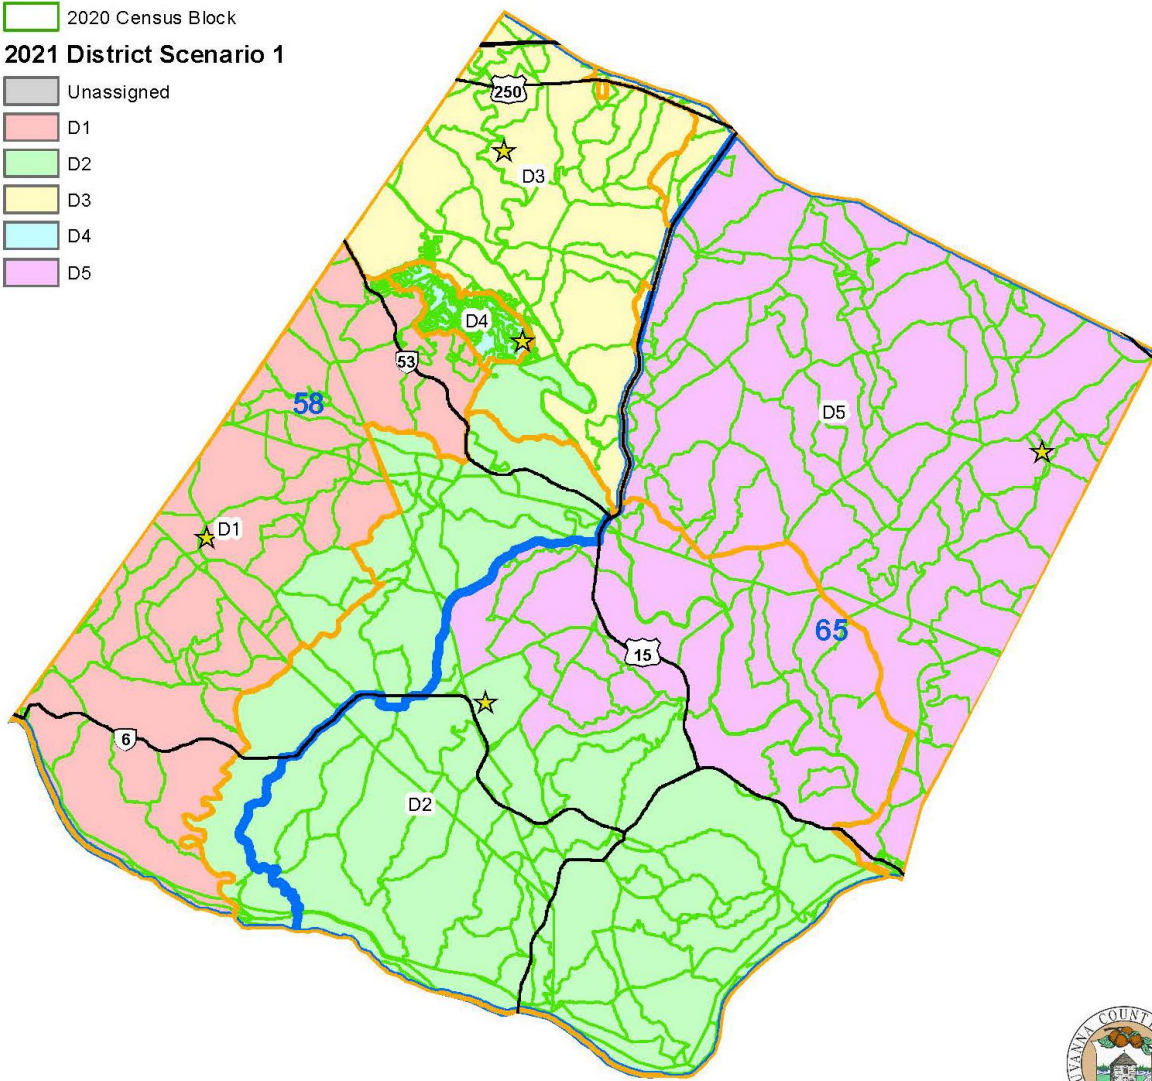 2020 Census Block
2021 District Scenario 1
Unassigned
D1
D2
D3
D4
D5
250
D3
D4
53
58
D5
D1
65
15
6
D2
COUNT